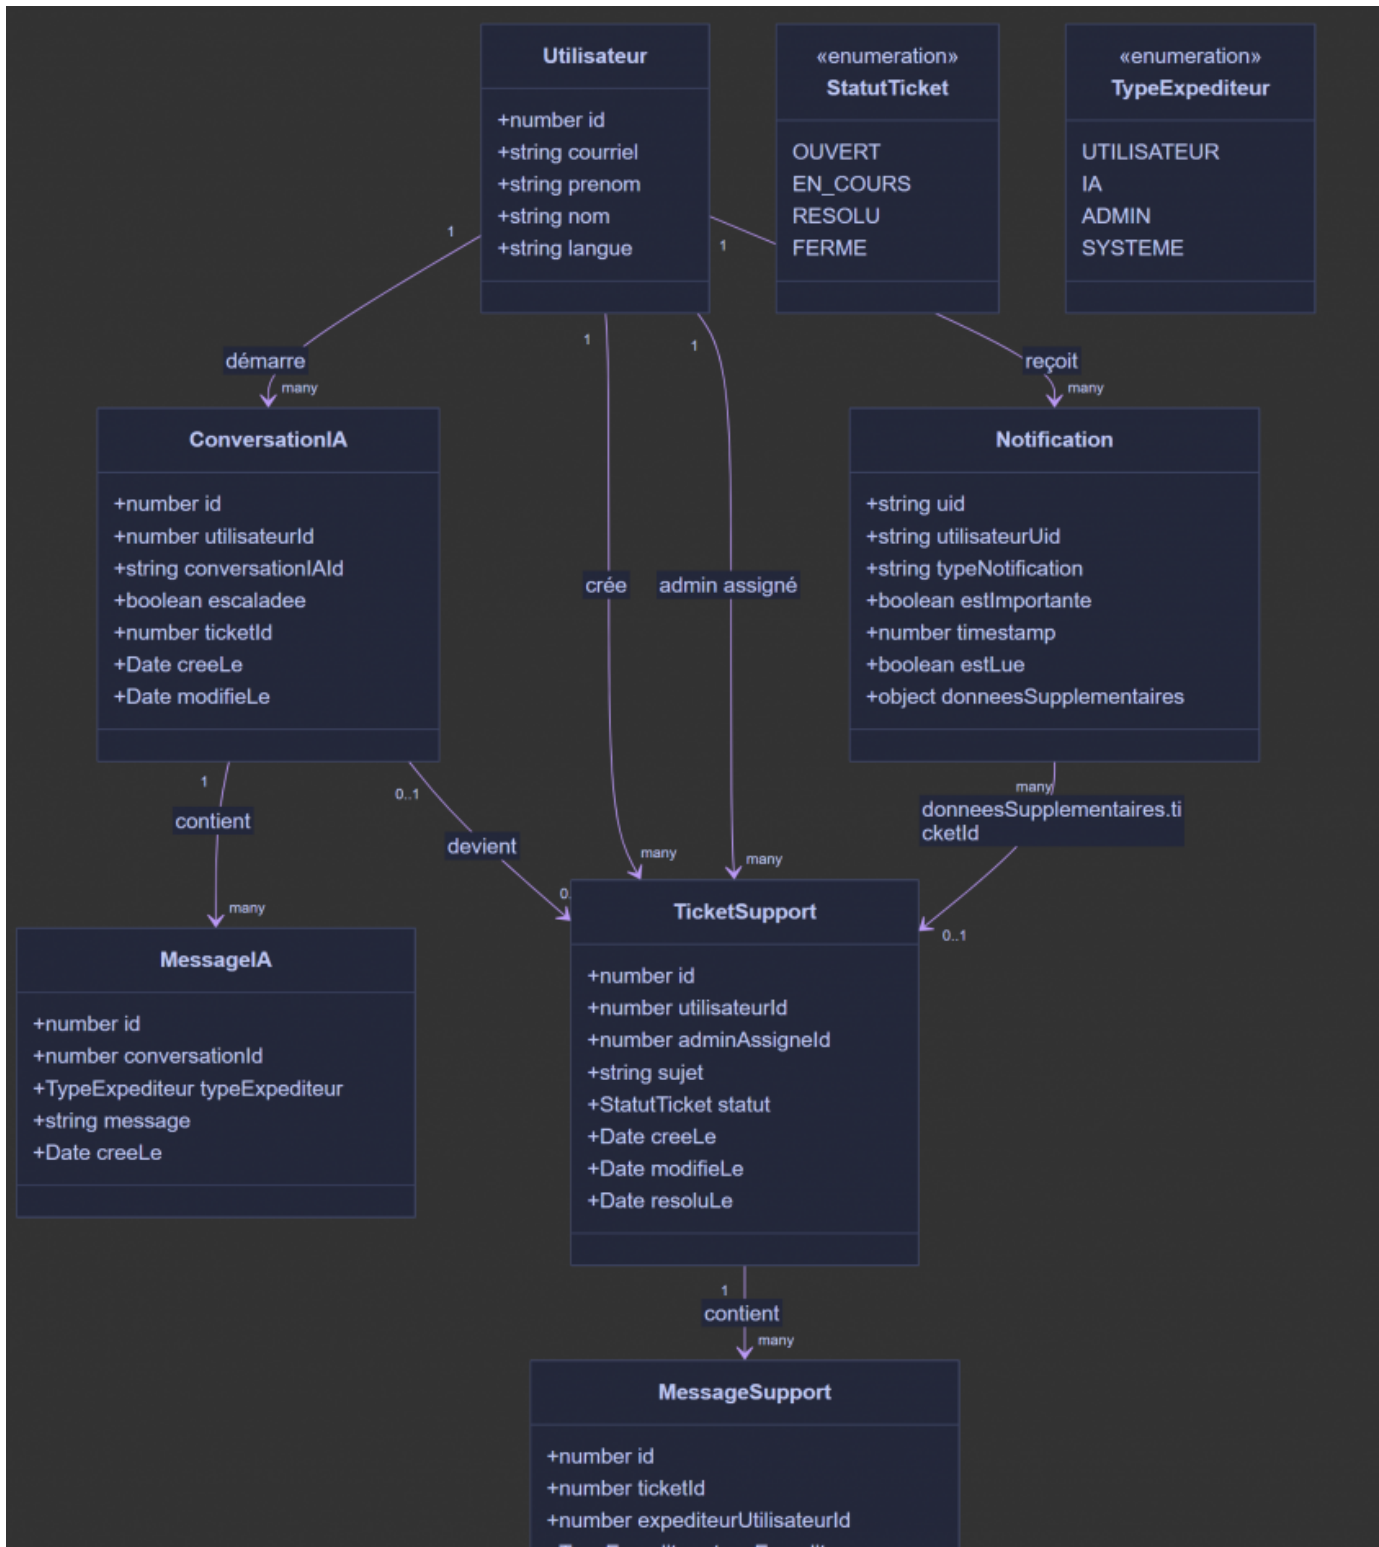 Utilisateur
+number id
+string courriel
+string prenom
+string nom
+string langue
«enumeration»
StatutTicket
OUVERT
EN_COURS
RESOLU
FERME
«enumeration»
TypeExpediteur
UTILISATEUR
IA
ADMIN
SYSTEME
1
1
1
1
démarre
many
reçoit
many
ConversationIA
+number id
+number utilisateurId
+string conversationIAId
+boolean escaladee
+number ticketId
+Date creeLe
+Date modifieLe
crée
admin assigné
Notification
+string uid
+string utilisateurUid
+string typeNotification
+boolean estImportante
+number timestamp
+boolean estLue
+object donneesSupplementaires
1
contient
many
0..1
devient
0.
many
many
many
donneesSupplementaires.ti
cketId
0..1
MessageIA
+number id
+number conversationId
+TypeExpediteur typeExpediteur
+string message
+Date creeLe
TicketSupport
+number id
+number utilisateurId
+number adminAssigneId
+string sujet
+StatutTicket statut
+Date creeLe
+Date modifieLe
+Date resoluLe
1
contient
many
MessageSupport
+number id
+number ticketId
+number expediteurUtilisateurId